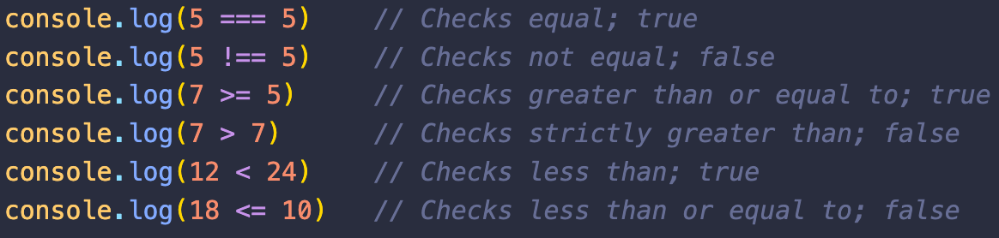 console.log(5 === 5)    // Checks equal; true
console.log(5 !== 5)    // Checks not equal; false
console.log(7 >= 5)     // Checks greater than or equal to; true
console.log(7 > 7)      // Checks strictly greater than; false
console.log(12 < 24)    // Checks less than; true
console.log(18 <= 10)   // Checks less than or equal to; false